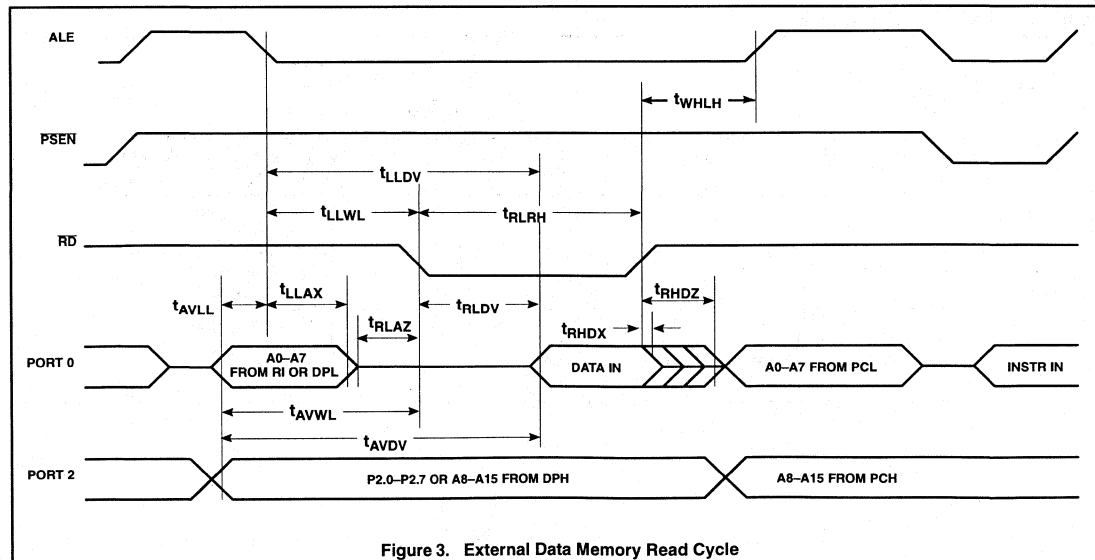 ALE
tWHLH
PSEN
tLLDV
tLLWL
tRLRH
RD
tAVLL
tLLAX
tRLAZ
tRLDV
tRHDZ
tRHDX
PORT 0
A0–A7
FROM RI OR DPL
DATA IN
A0–A7 FROM PCL
INSTR IN
tAVWL
tAVDV
PORT 2
P2.0–P2.7 OR A8–A15 FROM DPH
A8–A15 FROM PCH
Figure 3. External Data Memory Read Cycle